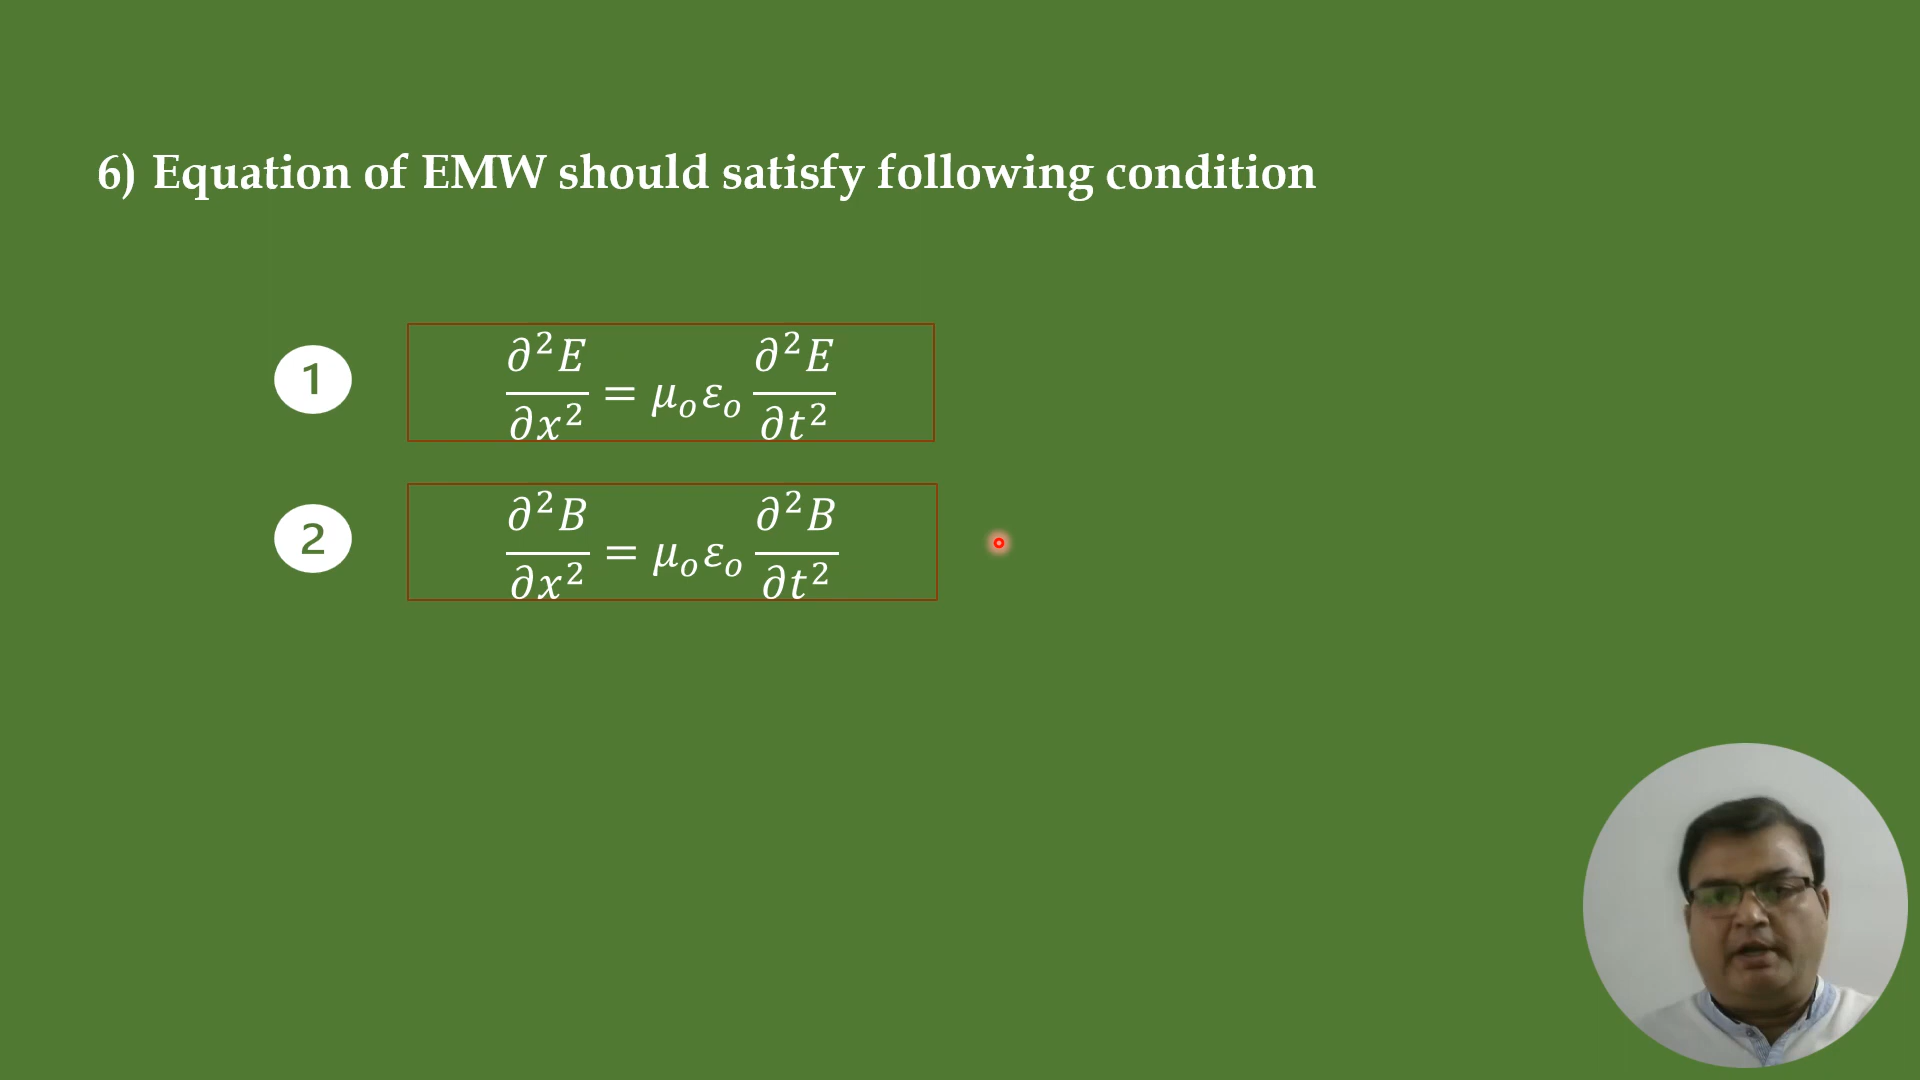 6) Equation of EMW should satisfy following condition
1
∂²E/∂x² = μₒεₒ ∂²E/∂t²
2
∂²B/∂x² = μₒεₒ ∂²B/∂t²